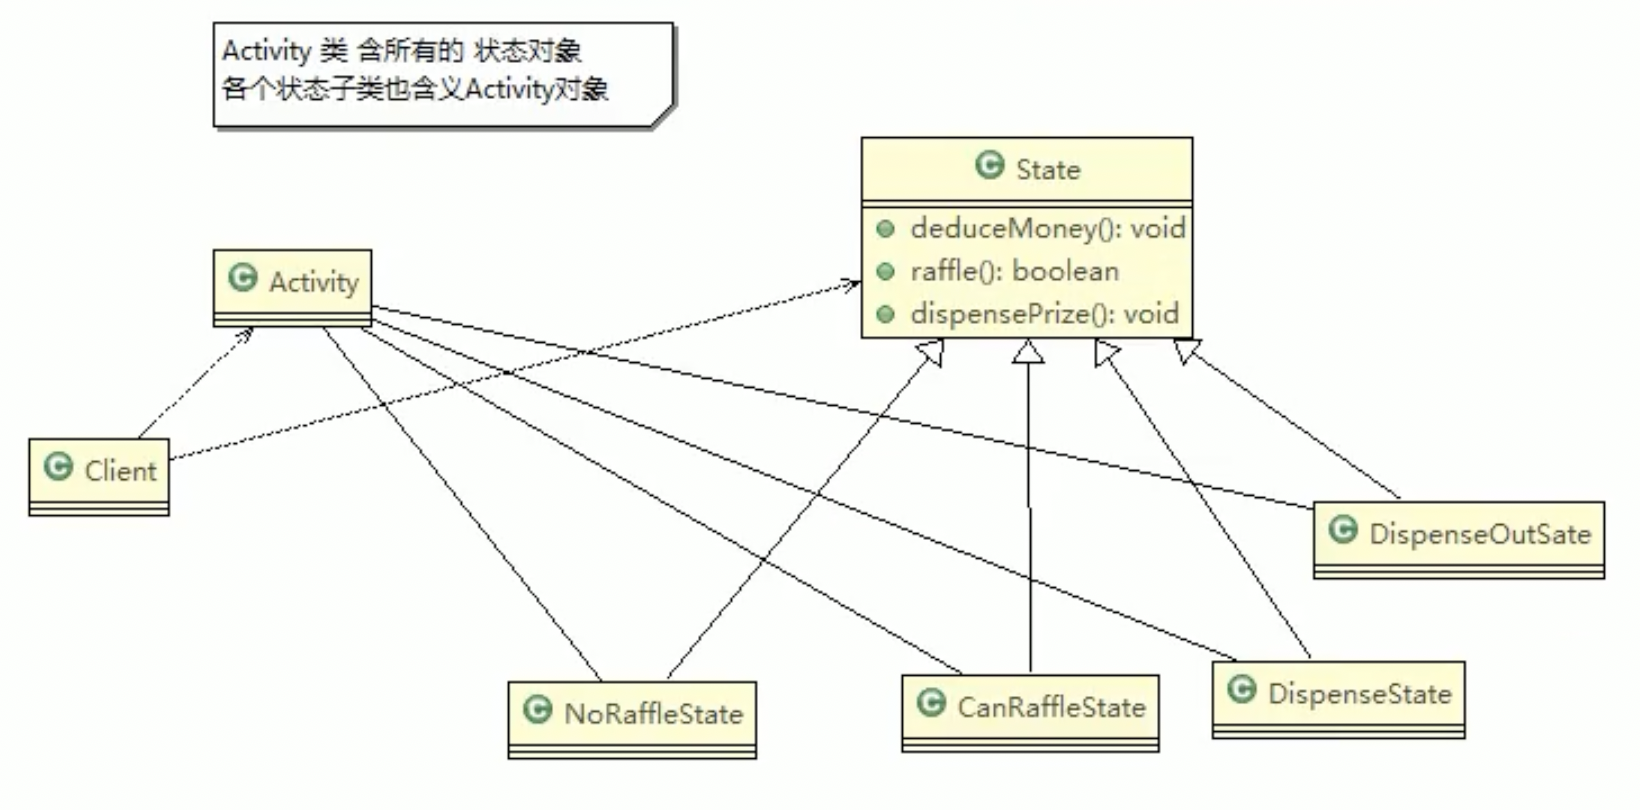 Activity 类 含所有的 状态对象
各个状态子类也含义Activity对象
C State
deduceMoney(): void
raffle(): boolean
dispensePrize(): void
C Activity
C Client
C DispenseOutSate
C NoRaffleState
C CanRaffleState
C DispenseState